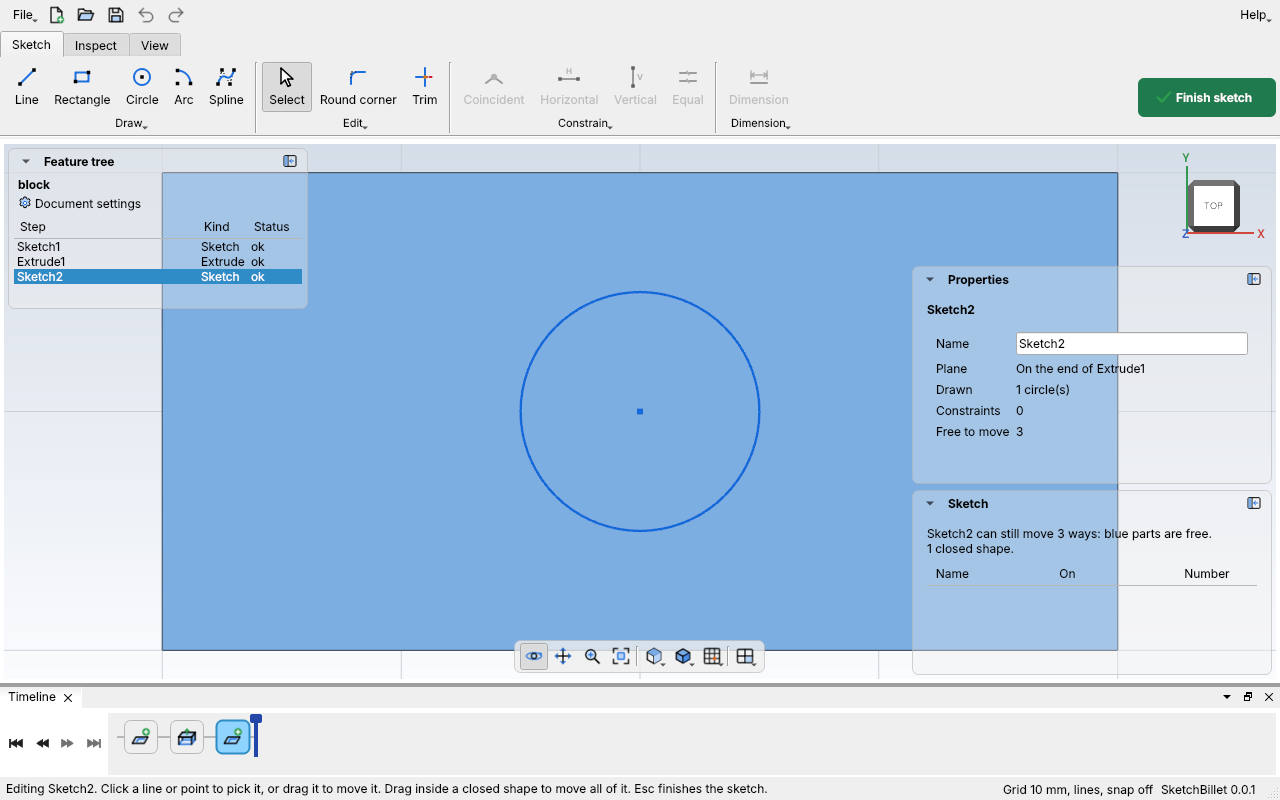 File
Help
Sketch
Inspect
View
Line
Rectangle
Circle
Arc
Spline
Select
Round corner
Trim
Coincident
Horizontal
Vertical
Equal
Dimension
H
V
Draw
Edit
Constrain
Dimension
Finish sketch
Feature tree
block
Document settings
Step Kind Status
Sketch1 Sketch ok
Extrude1 Extrude ok
Sketch2 Sketch ok
Y
TOP
Z
X
Properties
Sketch2
Name Sketch2
Plane On the end of Extrude1
Drawn 1 circle(s)
Constraints 0
Free to move 3
Sketch
Sketch2 can still move 3 ways: blue parts are free.
1 closed shape.
Name On Number
Timeline
Editing Sketch2. Click a line or point to pick it, or drag it to move it. Drag inside a closed shape to move all of it. Esc finishes the sketch.
Grid 10 mm, lines, snap off SketchBillet 0.0.1